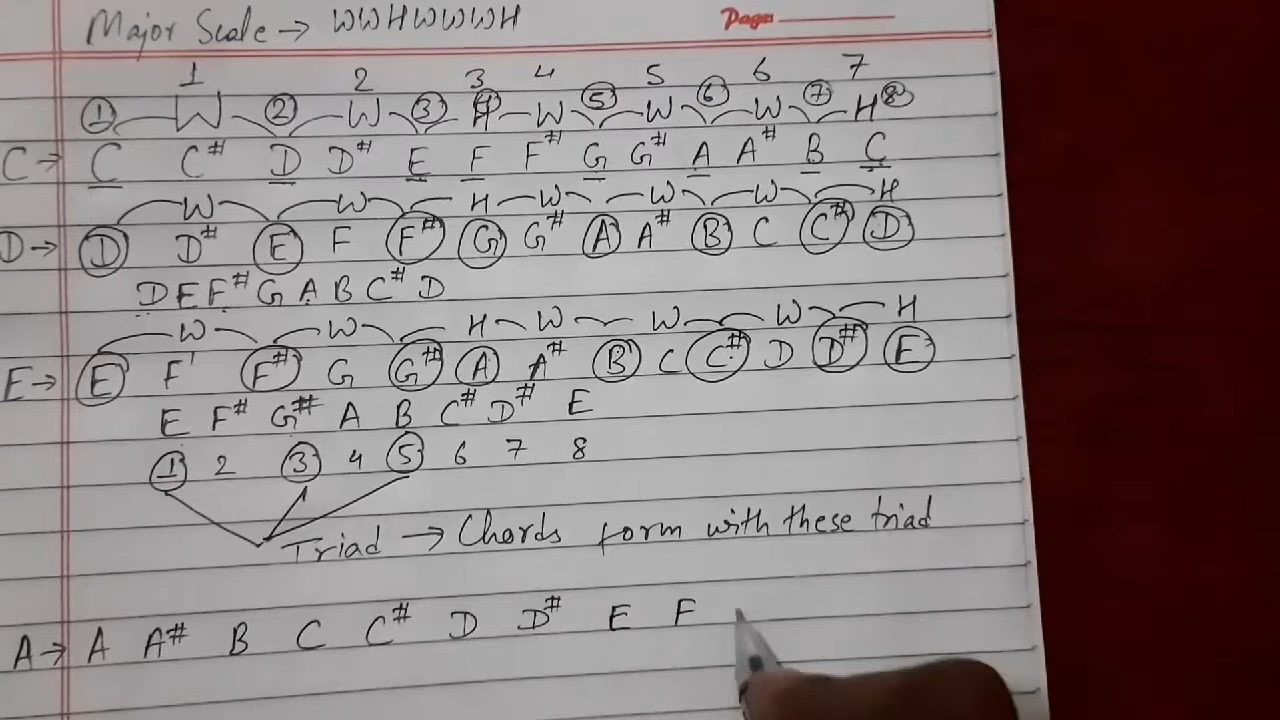 Major Scale → WWHWWWH Page
1 2 3 4 5 6 7
① W ② W ③ H W ⑤ W ⑥ W ⑦ H ⑧
C → C C# D D# E F F# G G# A A# B C
W W H W W W H
D → D D# E F F# G G# A A# B C C# D
D E F# G A B C# D
W W H W W W H
E → E F F# G G# A A# B C C# D D# E
E F# G# A B C# D# E
① 2 ③ 4 ⑤ 6 7 8
Triad → Chords form with these triad
A → A A# B C C# D D# E F